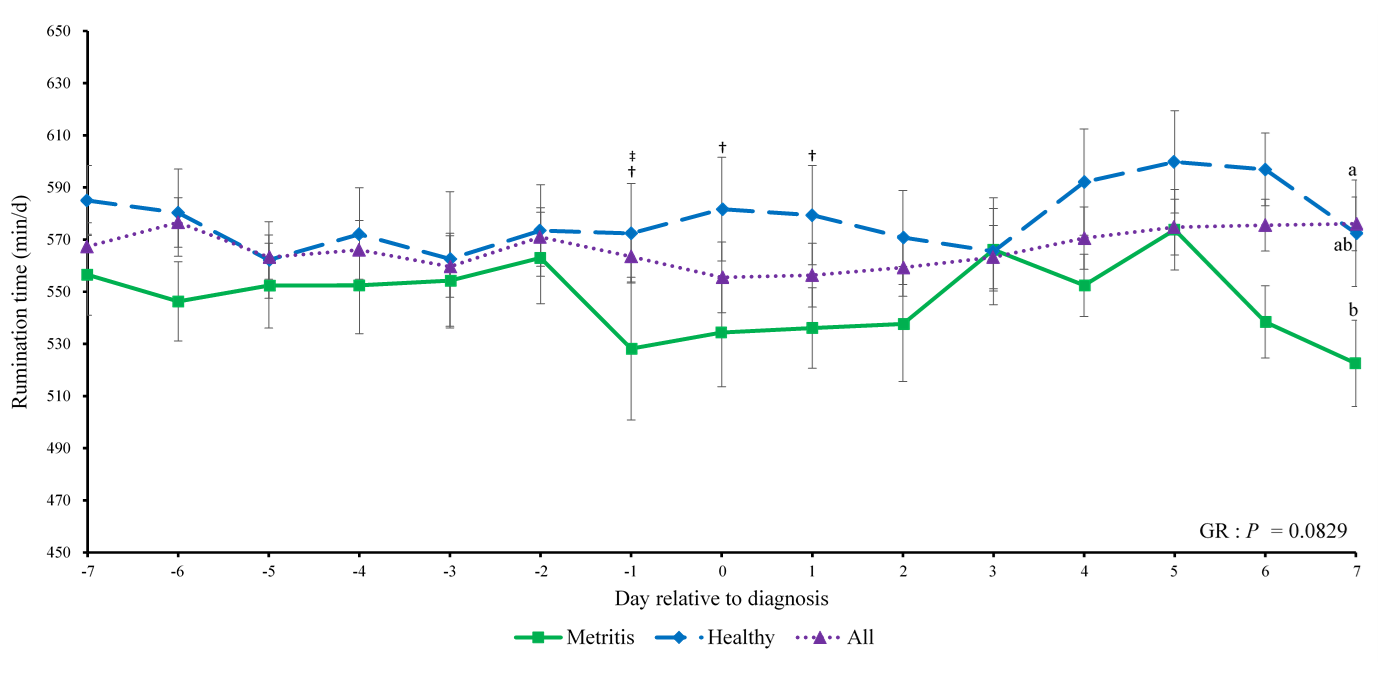 650
630
610
590
570
550
530
510
490
470
450
Rumination time (min/d)
‡
†
†
†
a
ab
b
GR : P = 0.0829
-7 -6 -5 -4 -3 -2 -1 0 1 2 3 4 5 6 7
Day relative to diagnosis
Metritis Healthy All